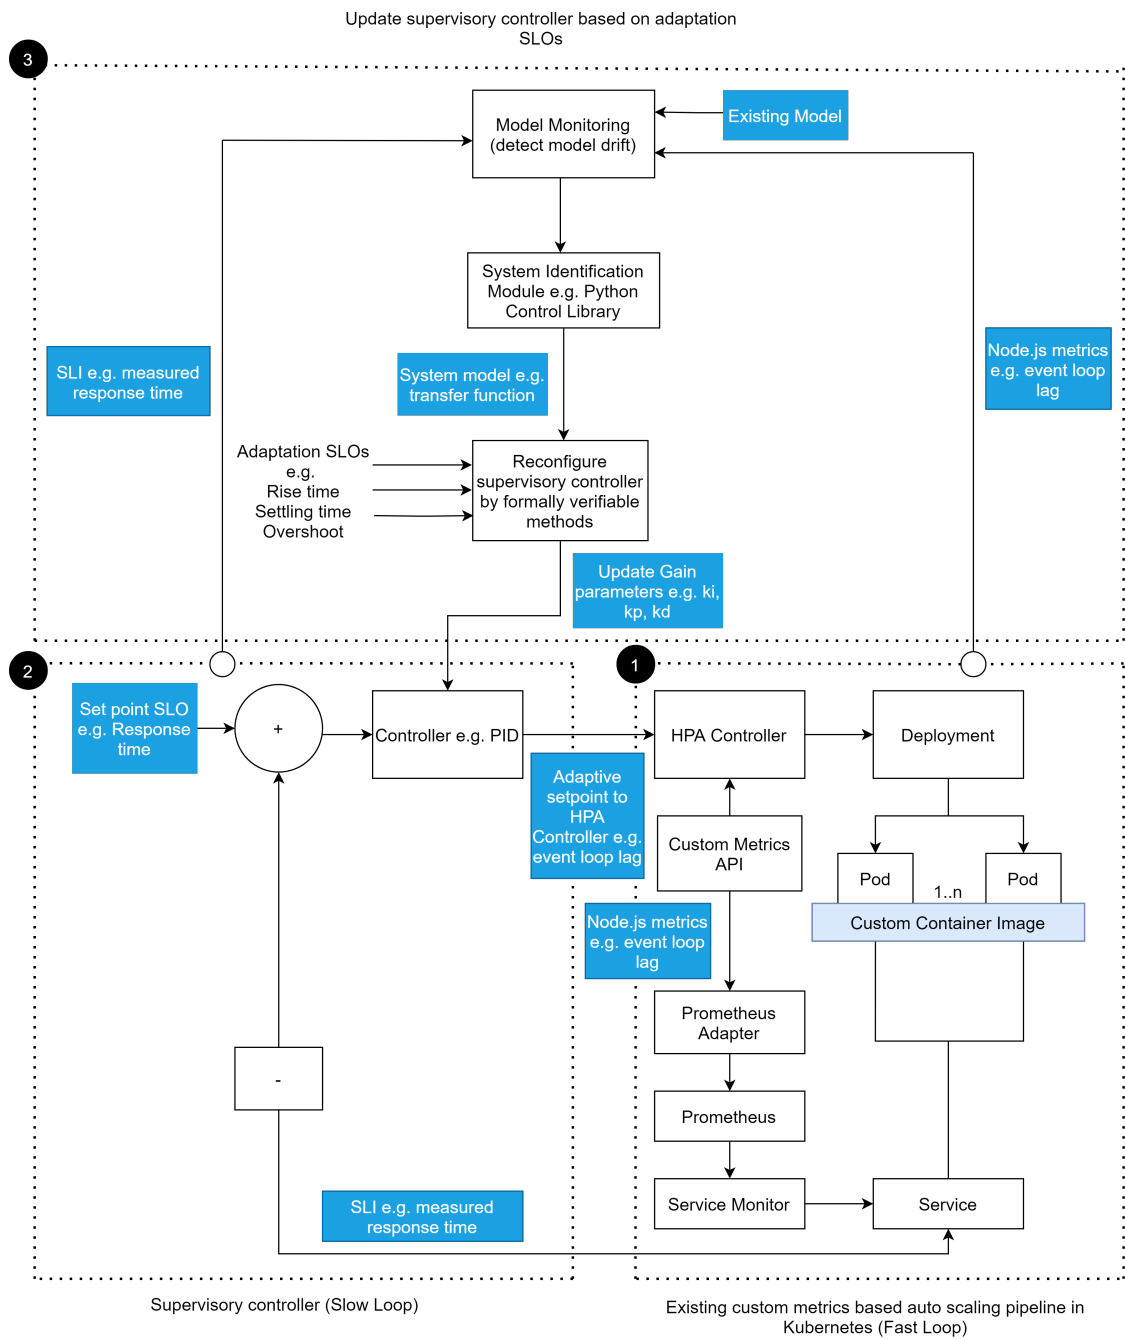 Update supervisory controller based on adaptation
SLOs
3
Model Monitoring
(detect model drift)
Existing Model
System Identification
Module e.g. Python
Control Library
SLI e.g. measured
response time
System model e.g.
transfer function
Node.js metrics
e.g. event loop
lag
Adaptation SLOs
e.g.
Rise time
Settling time
Overshoot
Reconfigure
supervisory controller
by formally verifiable
methods
Update Gain
parameters e.g. ki,
kp, kd
2
Set point SLO
e.g. Response
time
+
Controller e.g. PID
1
HPA Controller
Deployment
Adaptive
setpoint to
HPA
Controller e.g.
event loop lag
Custom Metrics
API
Pod
1..n
Pod
Custom Container Image
Node.js metrics
e.g. event loop
lag
Prometheus
Adapter
-
Prometheus
Service Monitor
Service
SLI e.g. measured
response time
Supervisory controller (Slow Loop)
Existing custom metrics based auto scaling pipeline in
Kubernetes (Fast Loop)